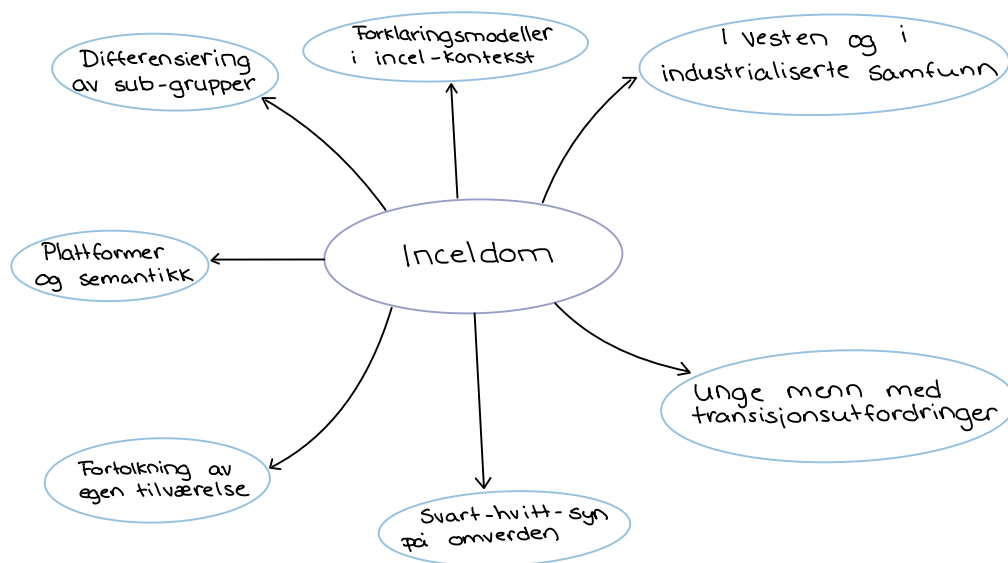 Differensiering
av sub-grupper
Forklaringsmodeller
i incel-kontekst
I vesten og i
industrialiserte samfunn
Inceldom
Plattformer
og semantikk
Unge menn med
transisjonsutfordringer
Fortolkning av
egen tilværelse
Svart-hvitt-syn
på omverden